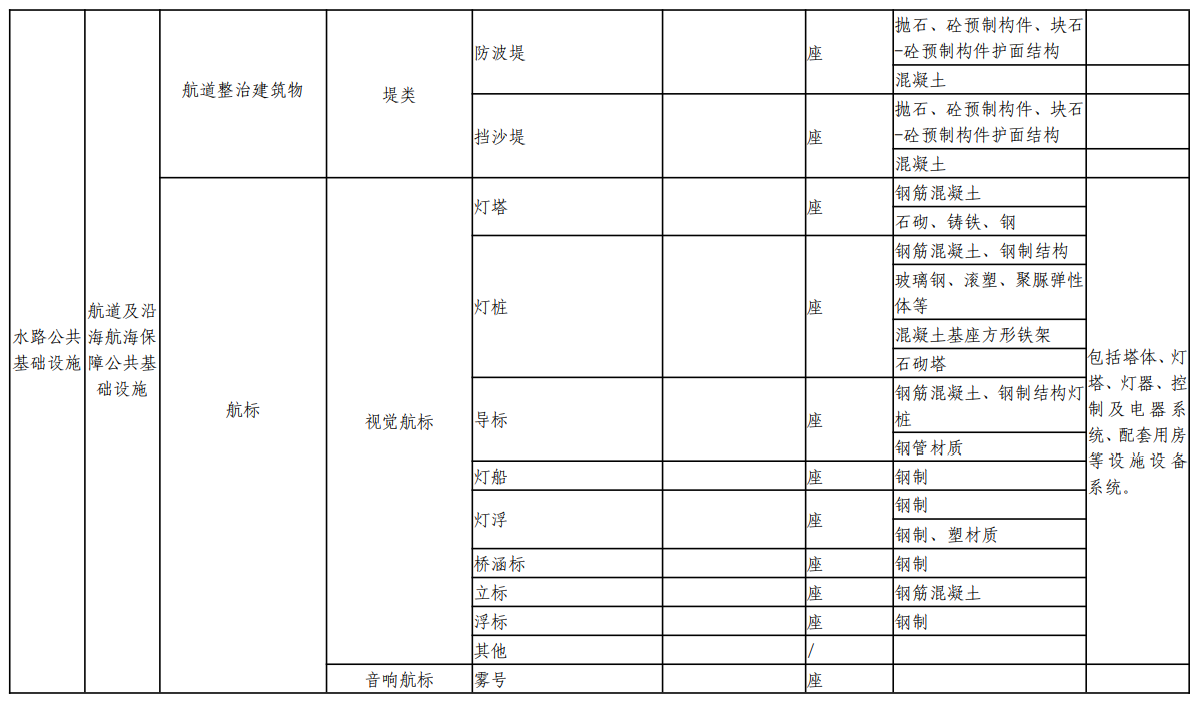 水路公共
基础设施
航道及沿
海航海保
障公共基
础设施
航道整治建筑物
堤类
防波堤
座
抛石、砼预制构件、块石
-砼预制构件护面结构
混凝土
挡沙堤
座
抛石、砼预制构件、块石
-砼预制构件护面结构
混凝土
航标
视觉航标
灯塔
座
钢筋混凝土
石砌、铸铁、钢
灯桩
座
钢筋混凝土、钢制结构
玻璃钢、滚塑、聚脲弹性
体等
混凝土基座方形铁架
石砌塔
导标
座
钢筋混凝土、钢制结构灯
桩
钢管材质
灯船
座
钢制
灯浮
座
钢制
钢制、塑材质
桥涵标
座
钢制
立标
座
钢筋混凝土
浮标
座
钢制
其他
/
包括塔体、灯
塔、灯器、控
制及电器系
统、配套用房
等设施设备
系统。
音响航标
雾号
座